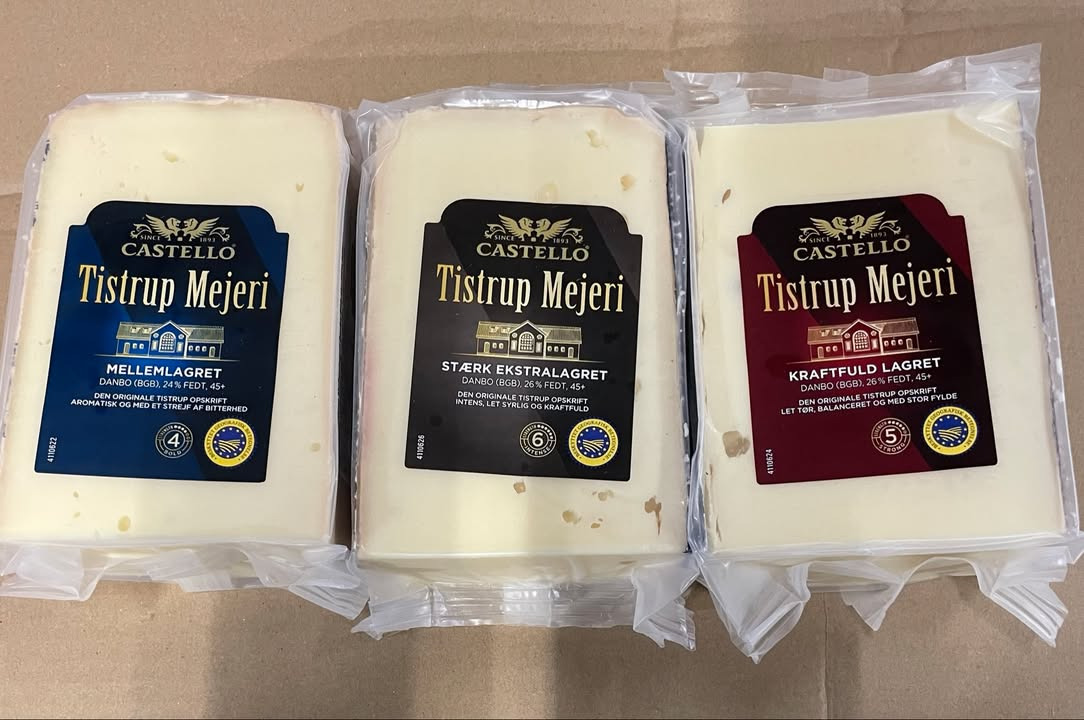 SINCE 1893
CASTELLO
Tistrup Mejeri
MELLEMLAGRET
DANBO (BGB), 24 % FEDT, 45+
DEN ORIGINALE TISTRUP OPSKRIFT
AROMATISK OG MED ET STREJF AF BITTERHED
4
BOLD
4110622
SINCE 1893
CASTELLO
Tistrup Mejeri
STÆRK EKSTRALAGRET
DANBO (BGB), 26 % FEDT, 45+
DEN ORIGINALE TISTRUP OPSKRIFT
INTENS, LET SYRLIG OG KRAFTFULD
6
INTENSE
4110626
SINCE 1893
CASTELLO
Tistrup Mejeri
KRAFTFULD LAGRET
DANBO (BGB), 26 % FEDT, 45+
DEN ORIGINALE TISTRUP OPSKRIFT
LET TØR, BALANCERET OG MED STOR FYLDE
5
STRONG
4110624